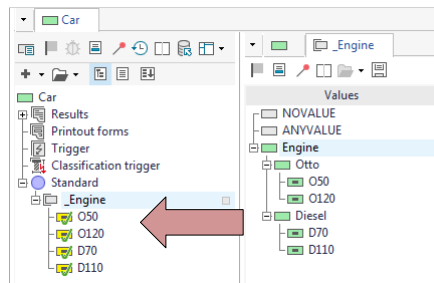 Car
Car
Results
Printout forms
Trigger
Classification trigger
Standard
_Engine
O50
O120
D70
D110
_Engine
Values
NOVALUE
ANYVALUE
Engine
Otto
O50
O120
Diesel
D70
D110